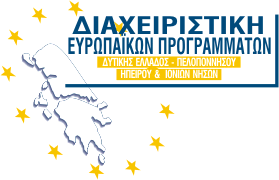 ΔΙΑΧΕΙΡΙΣΤΙΚΗ
ΕΥΡΩΠΑΪΚΩΝ ΠΡΟΓΡΑΜΜΑΤΩΝ
ΔΥΤΙΚΗΣ ΕΛΛΑΔΟΣ - ΠΕΛΟΠΟΝΝΗΣΟΥ
ΗΠΕΙΡΟΥ & ΙΟΝΙΩΝ ΝΗΣΩΝ